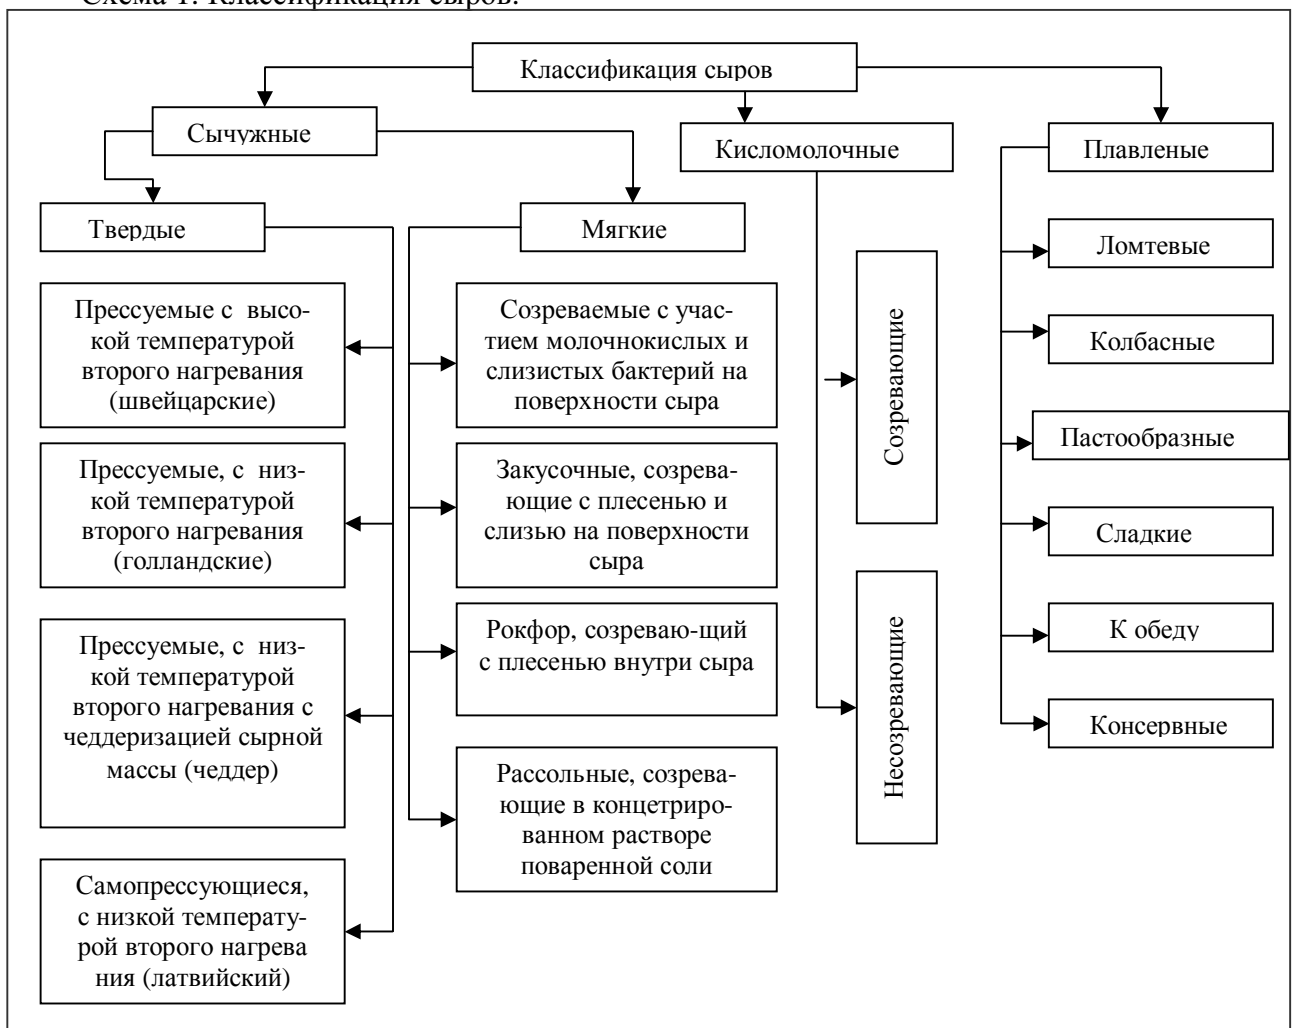 Схема 1. Классификация сыров.
Классификация сыров
Сычужные
Кисломолочные
Плавленые
Твердые
Мягкие
Прессуемые с высо-
кой температурой
второго нагревания
(швейцарские)
Прессуемые, с низ-
кой температурой
второго нагревания
(голландские)
Прессуемые, с низ-
кой температурой
второго нагревания с
чеддеризацией сырной
массы (чеддер)
Самопрессующиеся,
с низкой температу-
рой второго нагрева
ния (латвийский)
Созреваемые с учас-
тием молочнокислых и
слизистых бактерий на
поверхности сыра
Закусочные, созрева-
ющие с плесенью и
слизью на поверхности
сыра
Рокфор, созреваю-щий
с плесенью внутри сыра
Рассольные, созрева-
ющие в концетриро-
ванном растворе
поваренной соли
Созревающие
Несозревающие
Ломтевые
Колбасные
Пастообразные
Сладкие
К обеду
Консервные